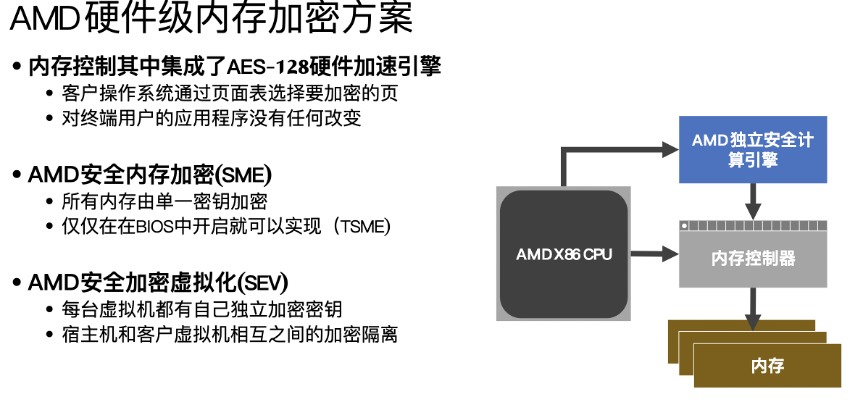 AMD硬件级内存加密方案
• 内存控制其中集成了AES-128硬件加速引擎
• 客户操作系统通过页面表选择要加密的页
• 对终端用户的应用程序没有任何改变
• AMD安全内存加密(SME)
• 所有内存由单一密钥加密
• 仅仅在在BIOS中开启就可以实现（TSME)
• AMD安全加密虚拟化(SEV)
• 每台虚拟机都有自己独立加密密钥
• 宿主机和客户虚拟机相互之间的加密隔离
AMD独立安全计
算引擎
AMD X86 CPU
内存控制器
内存